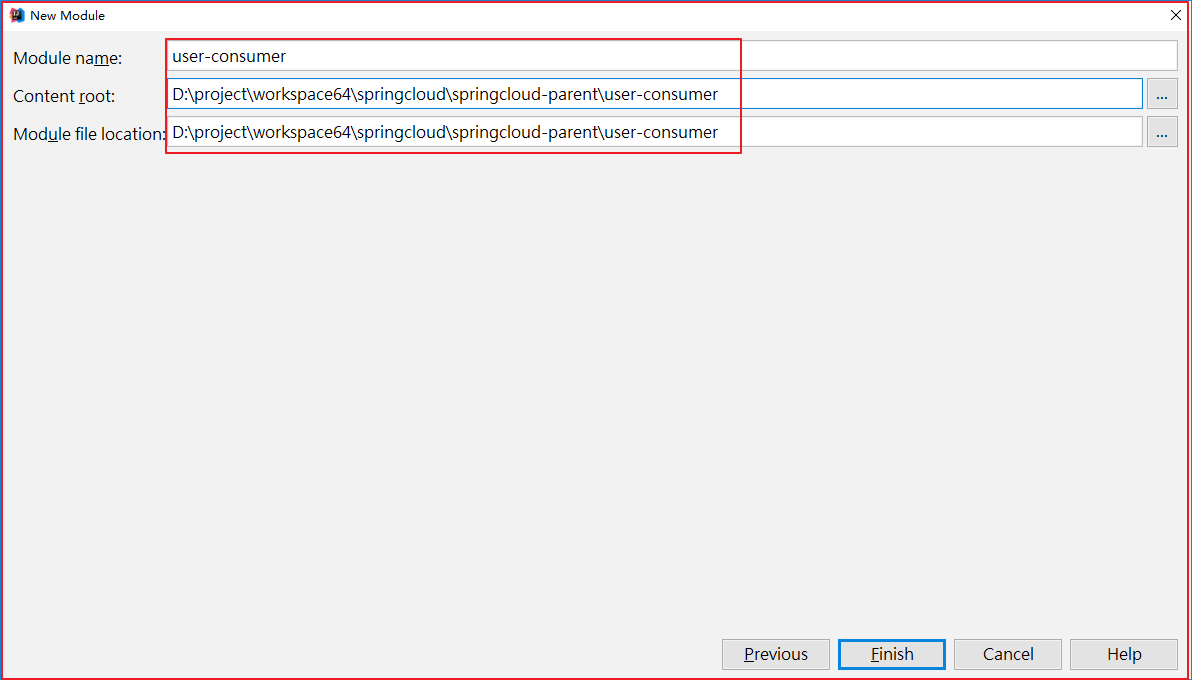 New Module
Module name: user-consumer
Content root: D:\project\workspace64\springcloud\springcloud-parent\user-consumer ...
Module file location: D:\project\workspace64\springcloud\springcloud-parent\user-consumer ...
Previous Finish Cancel Help